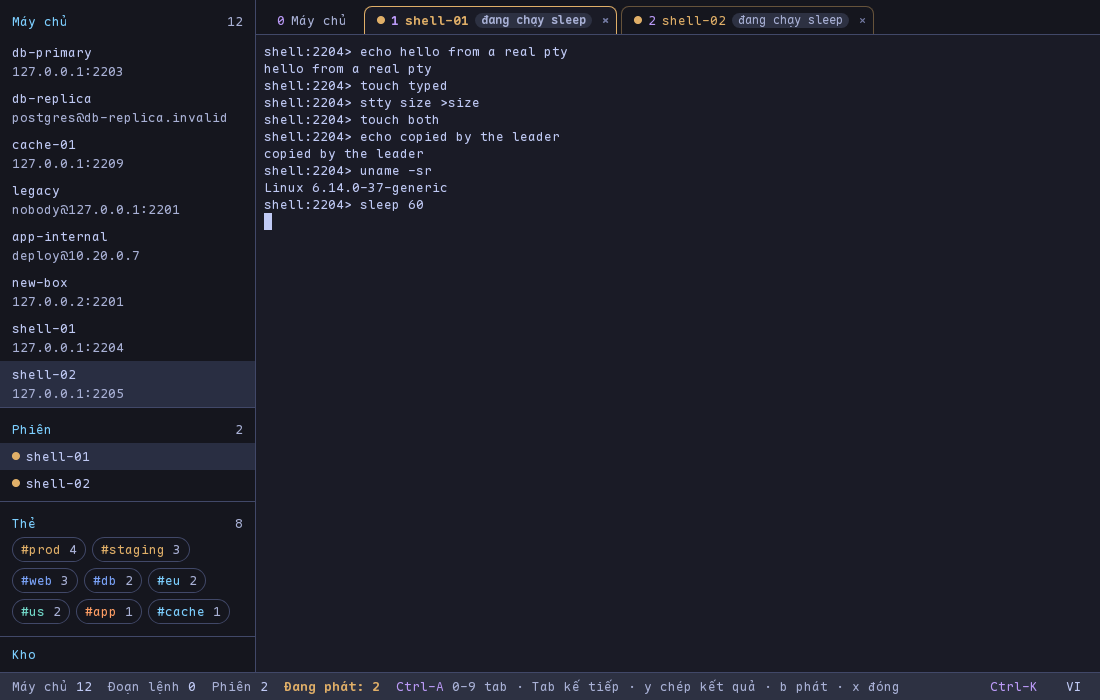 Máy chủ 12
db-primary
127.0.0.1:2203
db-replica
postgres@db-replica.invalid
cache-01
127.0.0.1:2209
legacy
nobody@127.0.0.1:2201
app-internal
deploy@10.20.0.7
new-box
127.0.0.2:2201
shell-01
127.0.0.1:2204
shell-02
127.0.0.1:2205
Phiên 2
shell-01
shell-02
Thẻ 8
#prod 4 #staging 3
#web 3 #db 2 #eu 2
#us 2 #app 1 #cache 1
Kho
0 Máy chủ 1 shell-01 đang chạy sleep × 2 shell-02 đang chạy sleep ×
shell:2204> echo hello from a real pty
hello from a real pty
shell:2204> touch typed
shell:2204> stty size >size
shell:2204> touch both
shell:2204> echo copied by the leader
copied by the leader
shell:2204> uname -sr
Linux 6.14.0-37-generic
shell:2204> sleep 60
Máy chủ 12 Đoạn lệnh 0 Phiên 2 Đang phát: 2 Ctrl-A 0-9 tab · Tab kế tiếp · y chép kết quả · b phát · x đóng Ctrl-K VI